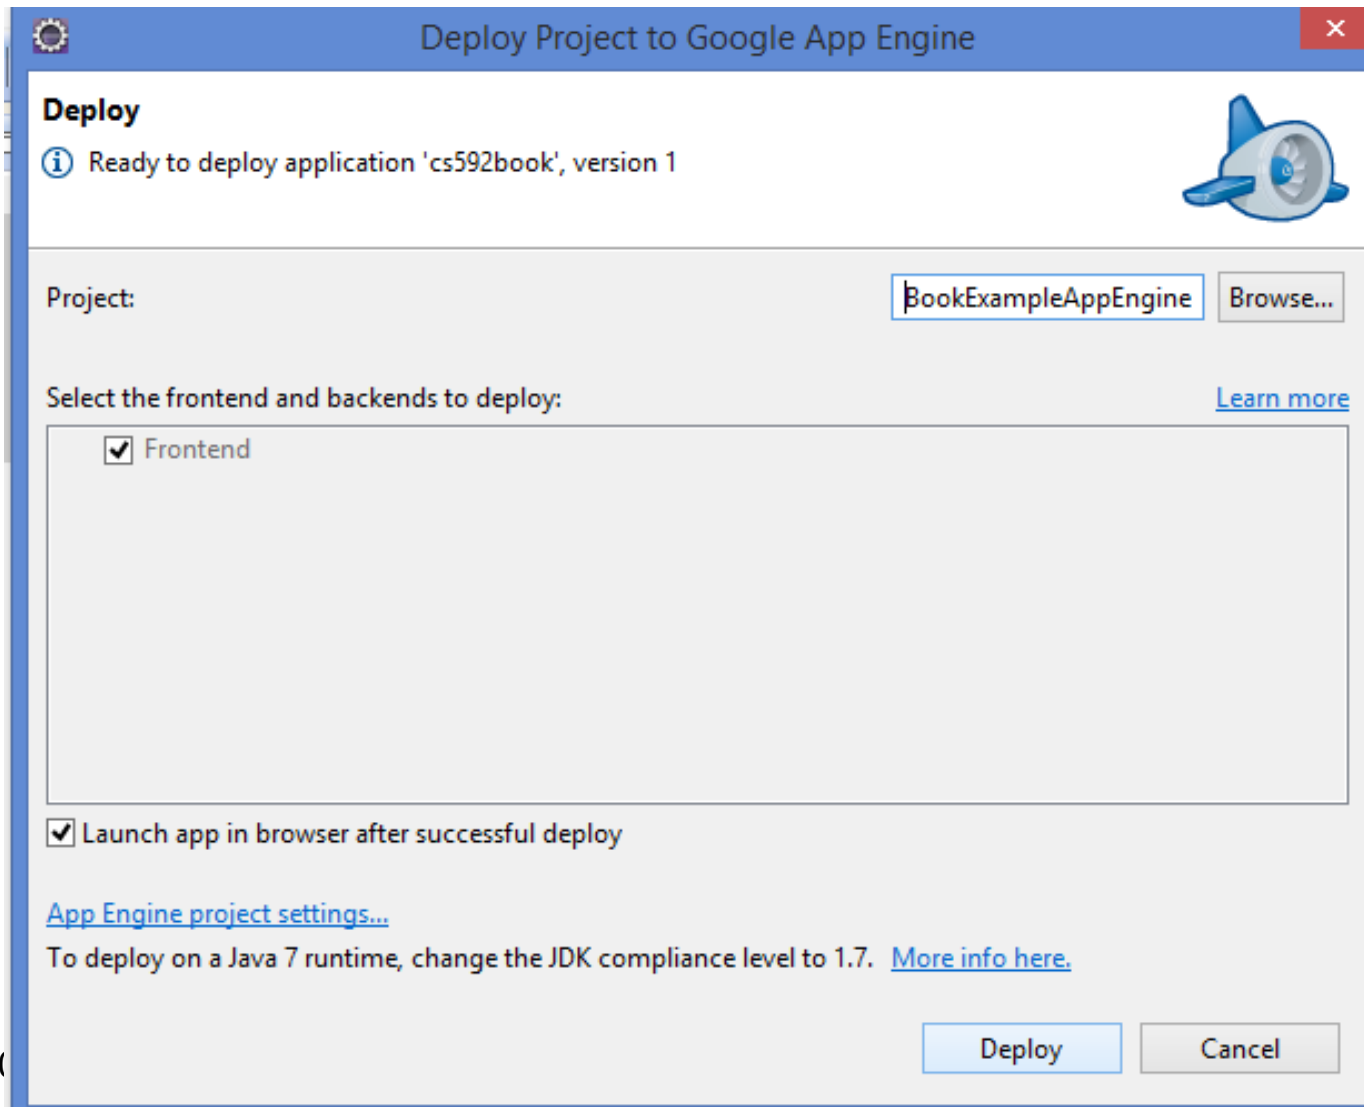 Deploy Project to Google App Engine
Deploy
Ready to deploy application 'cs592book', version 1
Project: BookExampleAppEngine Browse...
Select the frontend and backends to deploy: Learn more
Frontend
Launch app in browser after successful deploy
App Engine project settings...
To deploy on a Java 7 runtime, change the JDK compliance level to 1.7. More info here.
Deploy Cancel